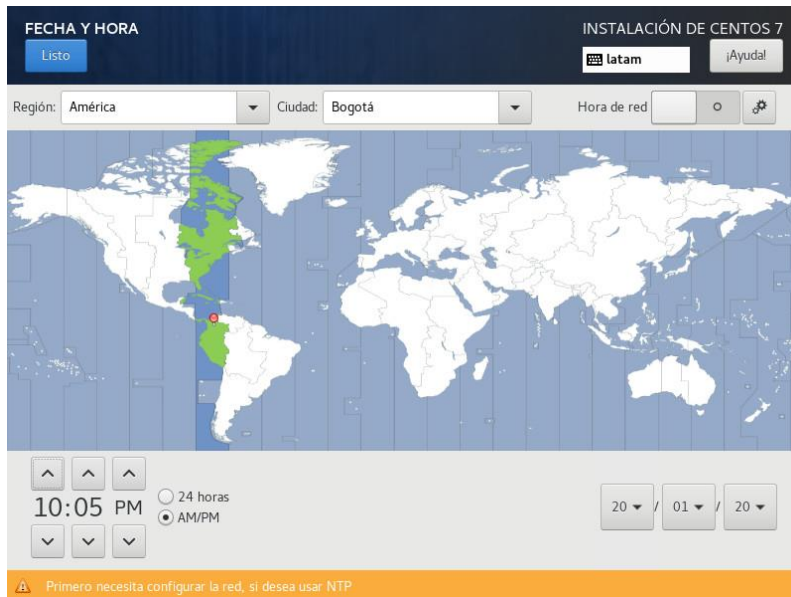 FECHA Y HORA
INSTALACIÓN DE CENTOS 7
Listo
latam
¡Ayuda!
Región: América Ciudad: Bogotá Hora de red
10:05 PM
24 horas
AM/PM
20 / 01 / 20
Primero necesita configurar la red, si desea usar NTP